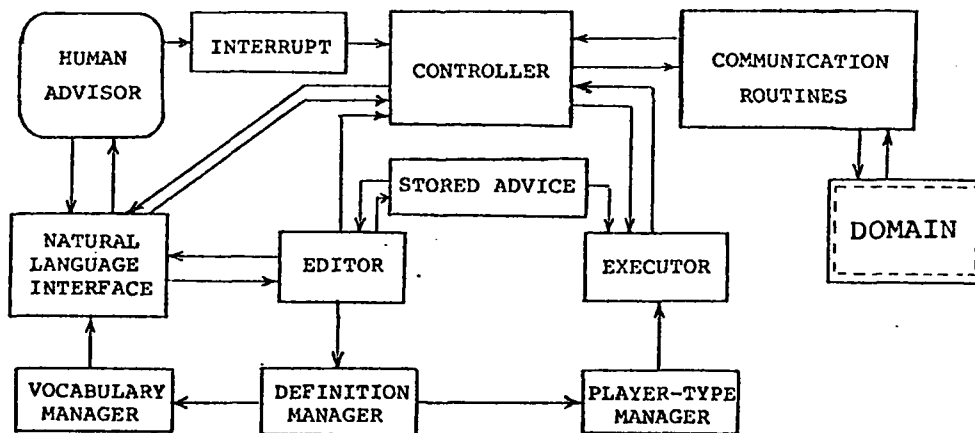 HUMAN
ADVISOR
INTERRUPT
CONTROLLER
COMMUNICATION
ROUTINES
STORED ADVICE
NATURAL
LANGUAGE
INTERFACE
EDITOR
EXECUTOR
DOMAIN
VOCABULARY
MANAGER
DEFINITION
MANAGER
PLAYER-TYPE
MANAGER